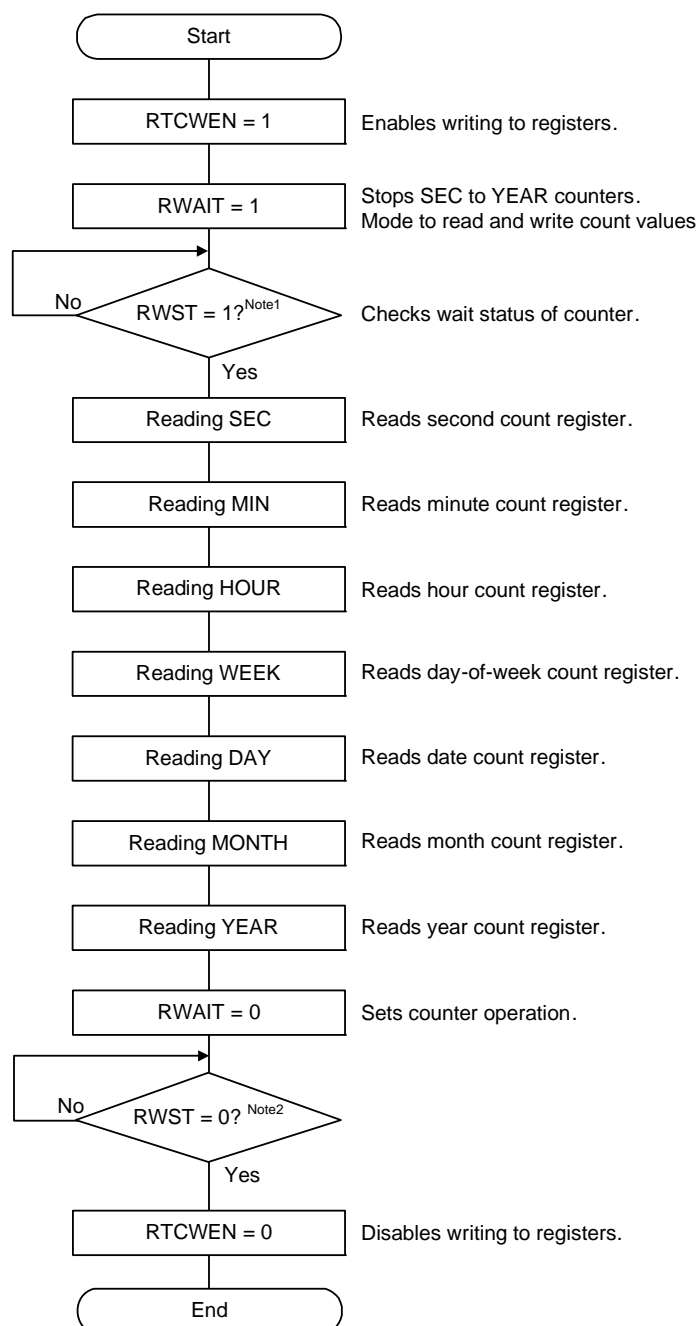 Start
RTCWEN = 1
Enables writing to registers.
RWAIT = 1
Stops SEC to YEAR counters.
Mode to read and write count values
No
RWST = 1?Note1
Checks wait status of counter.
Yes
Reading SEC
Reads second count register.
Reading MIN
Reads minute count register.
Reading HOUR
Reads hour count register.
Reading WEEK
Reads day-of-week count register.
Reading DAY
Reads date count register.
Reading MONTH
Reads month count register.
Reading YEAR
Reads year count register.
RWAIT = 0
Sets counter operation.
No
RWST = 0? Note2
Yes
RTCWEN = 0
Disables writing to registers.
End